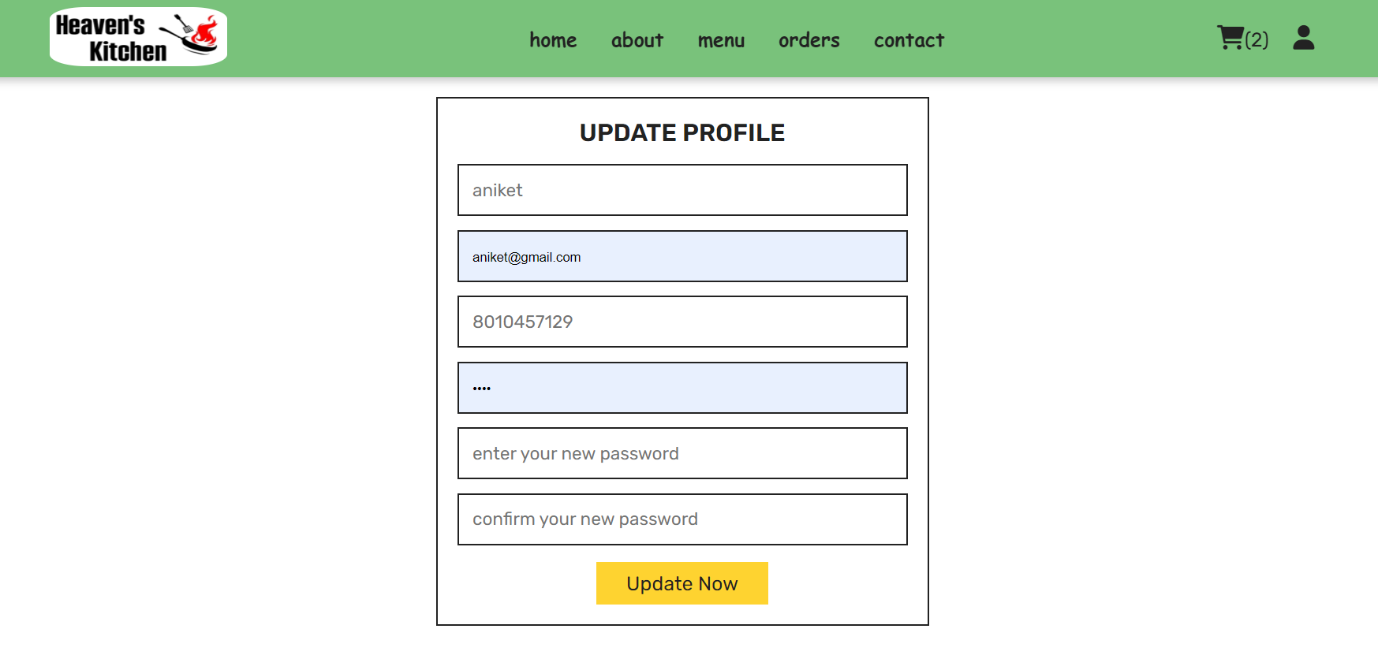 Heaven's
Kitchen
home about menu orders contact
(2)
UPDATE PROFILE
aniket
aniket@gmail.com
8010457129
••••
enter your new password
confirm your new password
Update Now